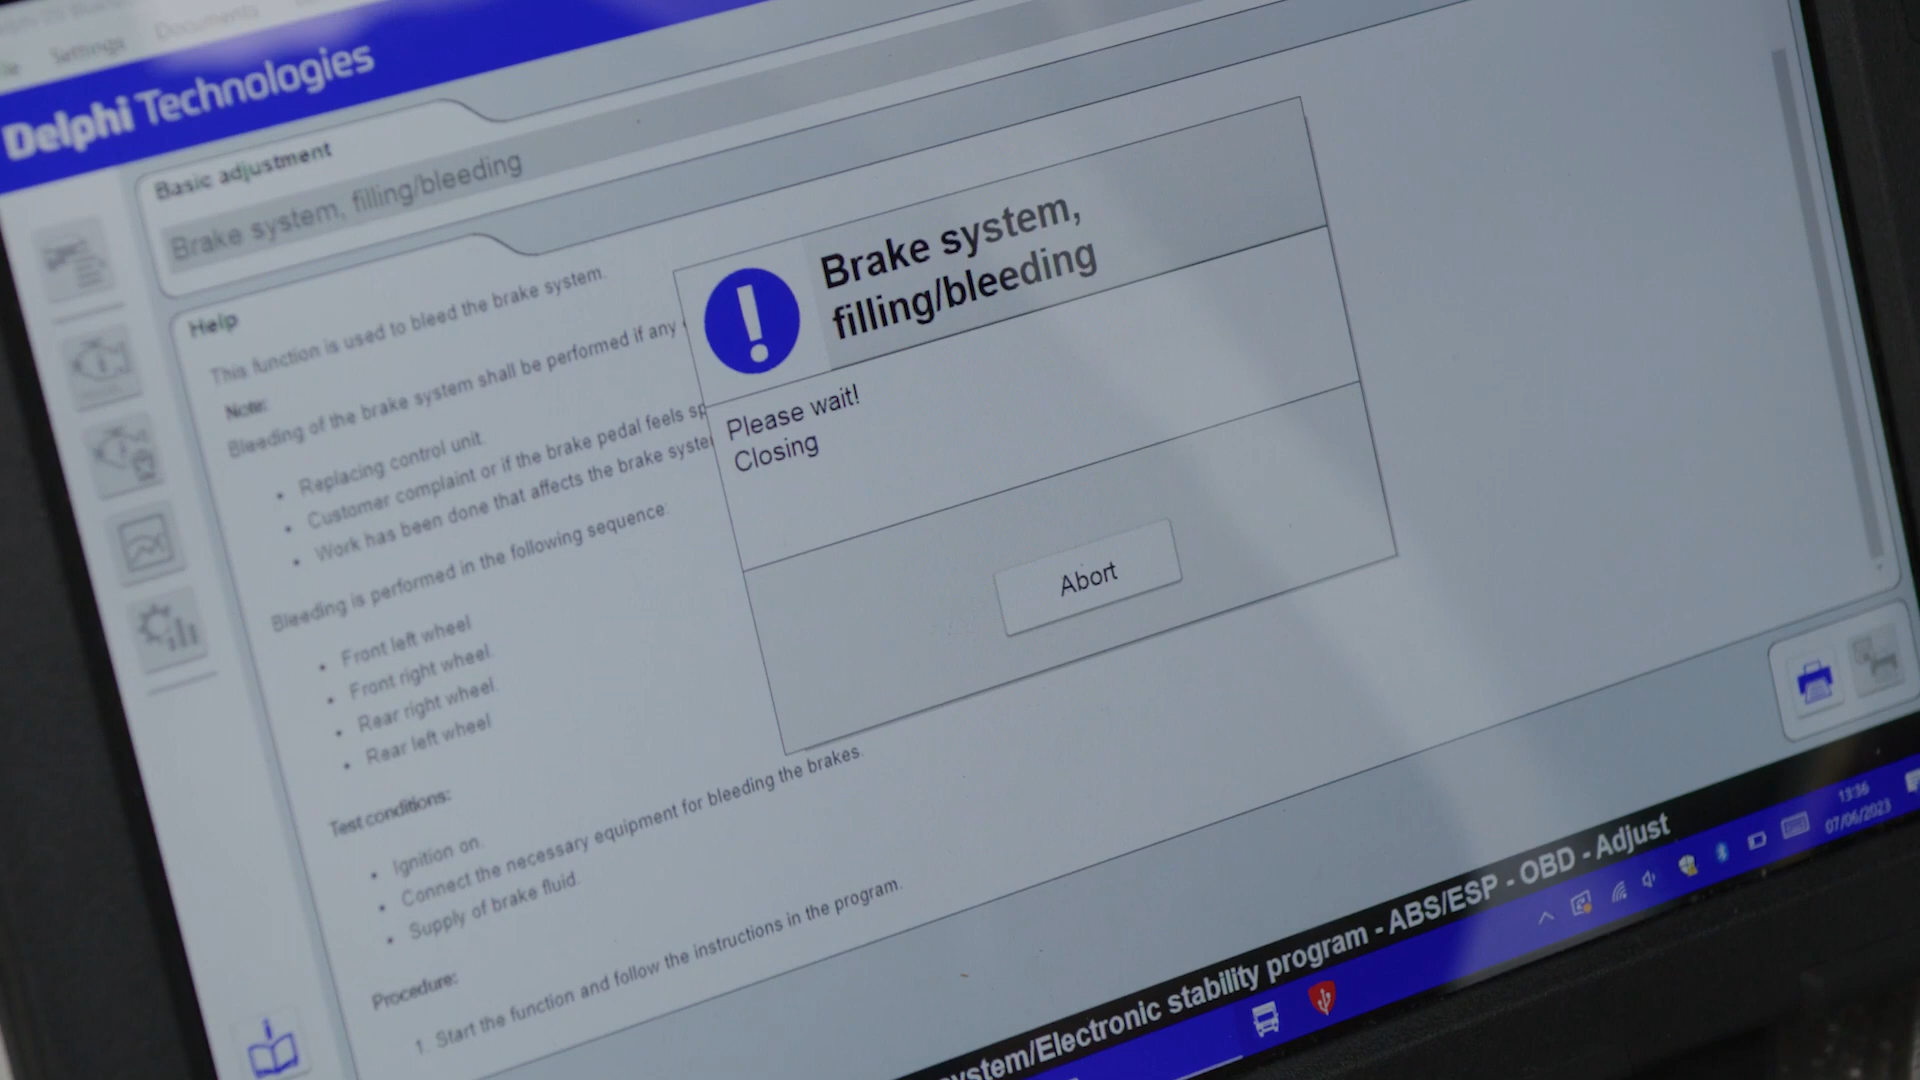 Settings
Documents
Delphi Technologies
Basic adjustment
Brake system, filling/bleeding
Help
This function is used to bleed the brake system.
Note:
Bleeding of the brake system shall be performed if any
Replacing control unit.
Customer complaint or if the brake pedal feels sp
Work has been done that affects the brake syste
Bleeding is performed in the following sequence:
Front left wheel
Front right wheel.
Rear right wheel.
Rear left wheel
Test conditions:
Ignition on.
Connect the necessary equipment for bleeding the brakes.
Supply of brake fluid.
Procedure:
1. Start the function and follow the instructions in the program.
Brake system,
filling/bleeding
Please wait!
Closing
Abort
ystem/Electronic stability program - ABS/ESP - OBD - Adjust
13:36
07/06/2023